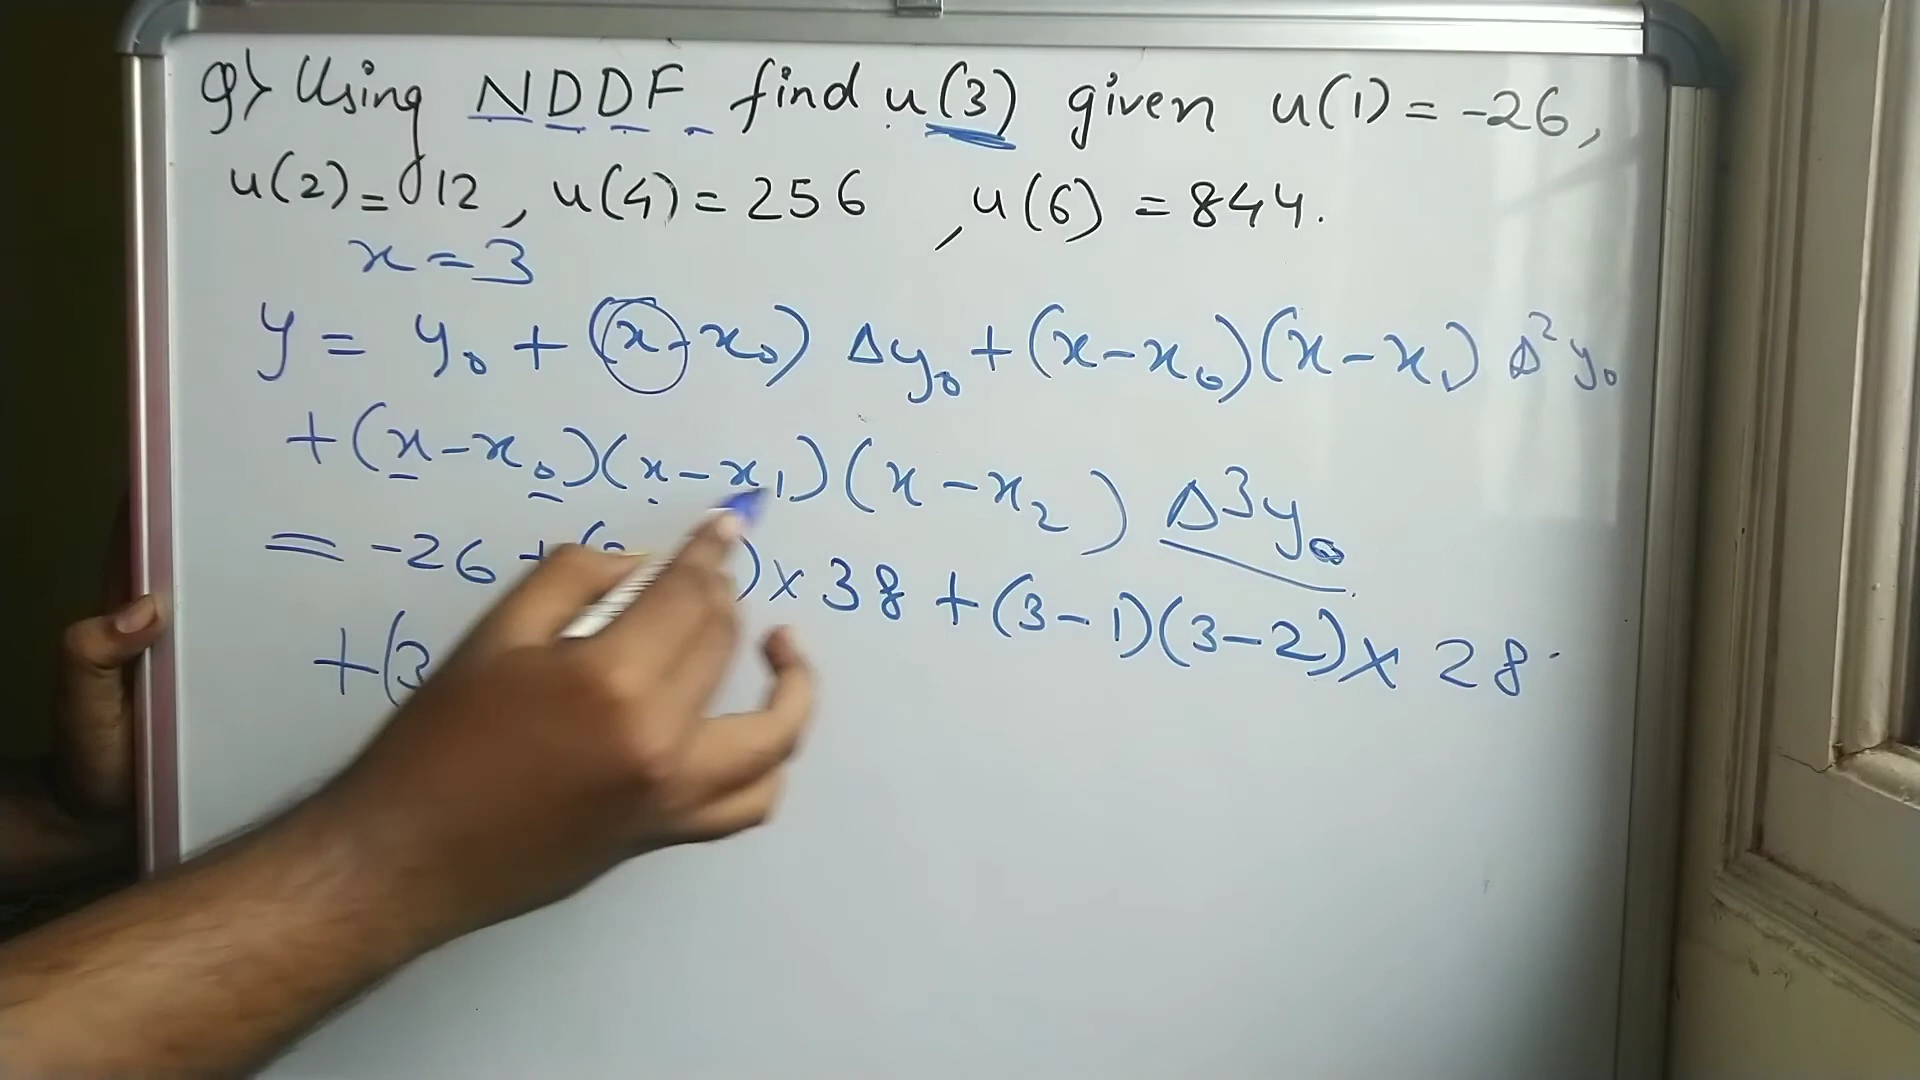 Q) Using NDDF find u(3) given u(1) = -26,
u(2) = 12, u(4) = 256, u(6) = 844.
x = 3
y = y₀ + (x - x₀) Δy₀ + (x - x₀)(x - x₁) Δ²y₀
+ (x - x₀)(x - x₁)(x - x₂) Δ³y₀
= -26 + ( ) × 38 + (3-1)(3-2) × 28
+ (3